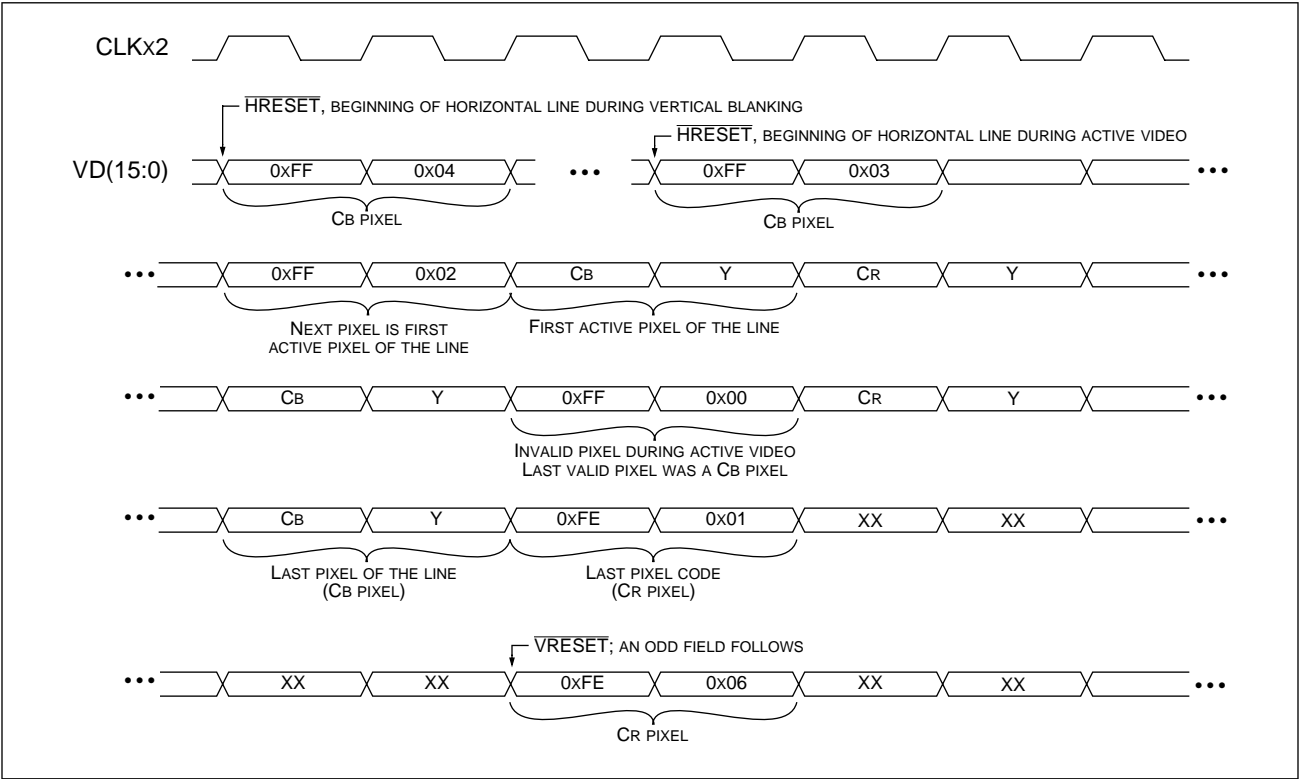 CLKx2
HRESET, BEGINNING OF HORIZONTAL LINE DURING VERTICAL BLANKING
HRESET, BEGINNING OF HORIZONTAL LINE DURING ACTIVE VIDEO
VD(15:0) 0xFF 0x04 ••• 0xFF 0x03 •••
CB PIXEL CB PIXEL
••• 0xFF 0x02 CB Y CR Y •••
NEXT PIXEL IS FIRST
ACTIVE PIXEL OF THE LINE
FIRST ACTIVE PIXEL OF THE LINE
••• CB Y 0xFF 0x00 CR Y •••
INVALID PIXEL DURING ACTIVE VIDEO
LAST VALID PIXEL WAS A CB PIXEL
••• CB Y 0xFE 0x01 XX XX •••
LAST PIXEL OF THE LINE
(CB PIXEL)
LAST PIXEL CODE
(CR PIXEL)
VRESET; AN ODD FIELD FOLLOWS
••• XX XX 0xFE 0x06 XX XX •••
CR PIXEL